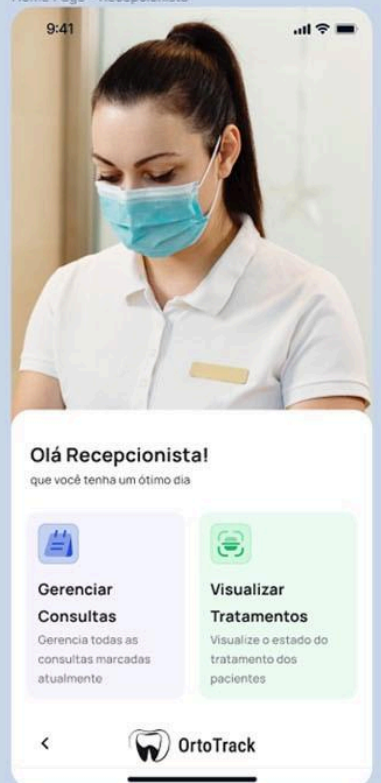 9:41
Olá Recepcionista!
que você tenha um ótimo dia
Gerenciar
Consultas
Gerencia todas as
consultas marcadas
atualmente
Visualizar
Tratamentos
Visualize o estado do
tratamento dos
pacientes
OrtoTrack